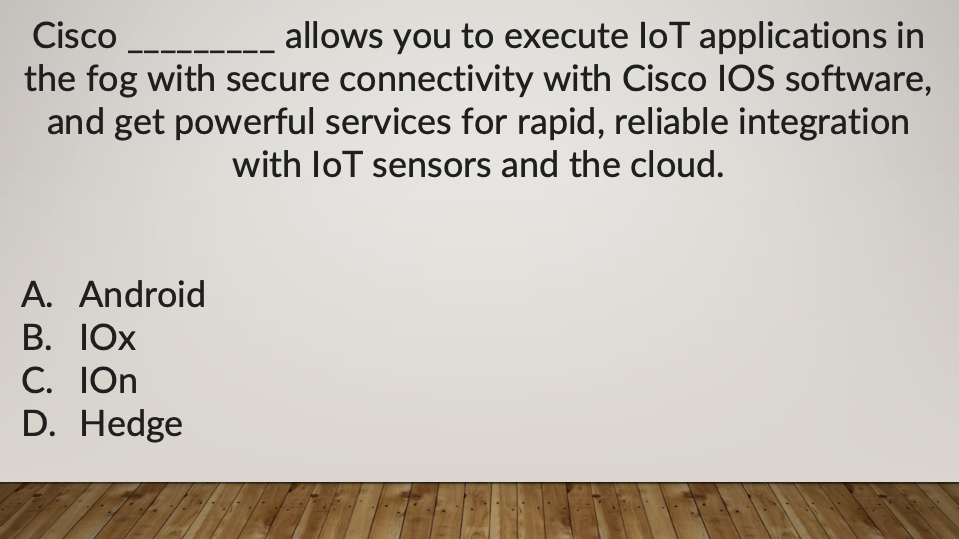 Cisco _________ allows you to execute IoT applications in
the fog with secure connectivity with Cisco IOS software,
and get powerful services for rapid, reliable integration
with IoT sensors and the cloud.
A. Android
B. IOx
C. IOn
D. Hedge